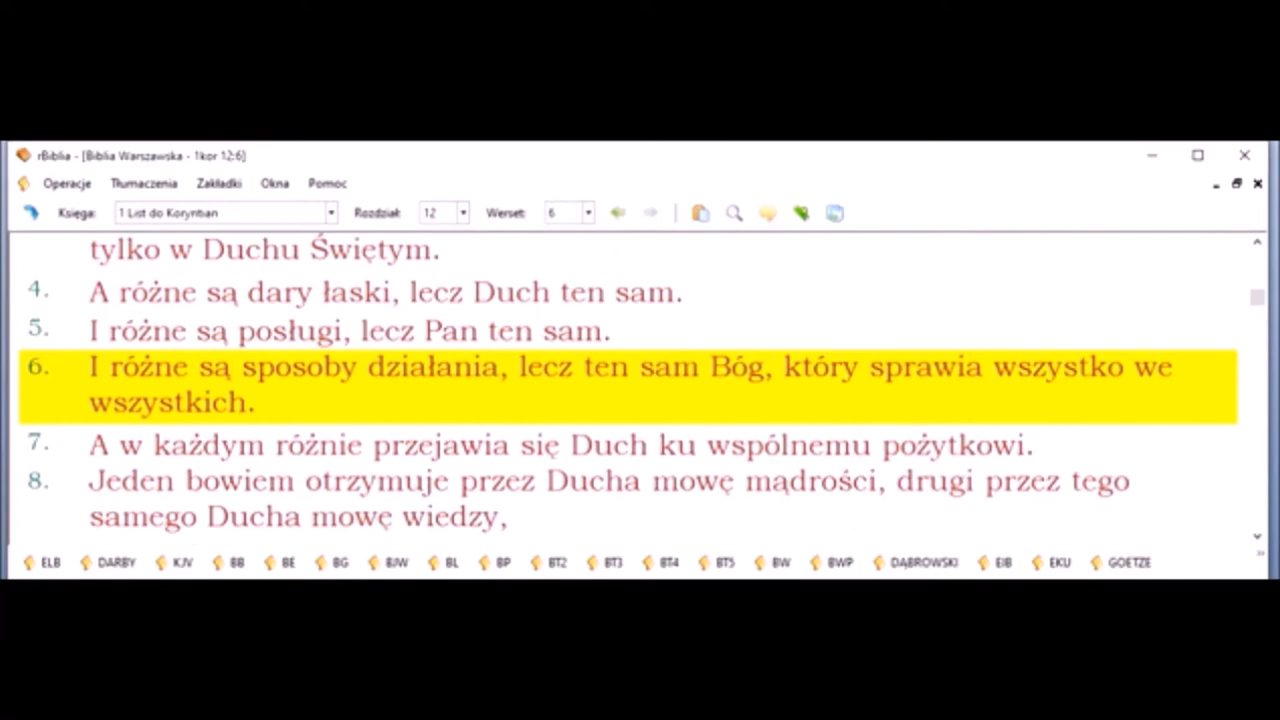 rBiblia - [Biblia Warszawska - 1kor 12:6]
Operacje Tłumaczenia Zakładki Okna Pomoc
Księga: 1 List do Koryntian Rozdział: 12 Werset: 6
tylko w Duchu Świętym.
4. A różne są dary łaski, lecz Duch ten sam.
5. I różne są posługi, lecz Pan ten sam.
6. I różne są sposoby działania, lecz ten sam Bóg, który sprawia wszystko we
wszystkich.
7. A w każdym różnie przejawia się Duch ku wspólnemu pożytkowi.
8. Jeden bowiem otrzymuje przez Ducha mowę mądrości, drugi przez tego
samego Ducha mowę wiedzy,
ELB DARBY KJV BB BE BG BJW BL BP BT2 BT3 BT4 BT5 BW BWP DĄBROWSKI EIB EKU GOETZE